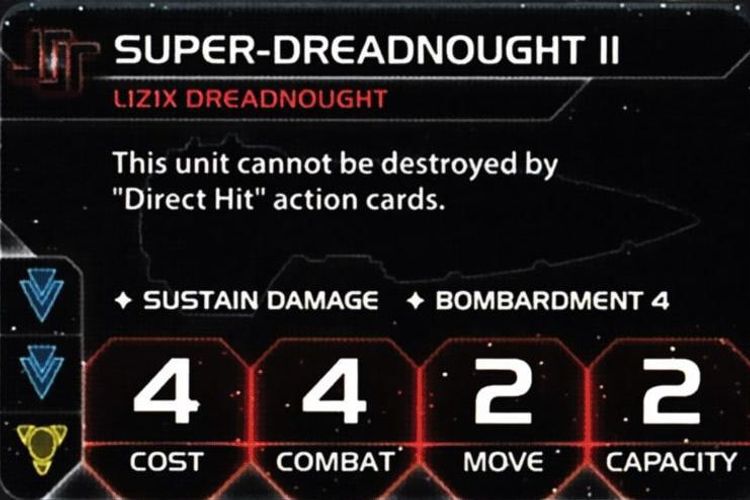 SUPER-DREADNOUGHT II
L1Z1X DREADNOUGHT
This unit cannot be destroyed by
"Direct Hit" action cards.
✦ SUSTAIN DAMAGE ✦ BOMBARDMENT 4
4 4 2 2
COST COMBAT MOVE CAPACITY